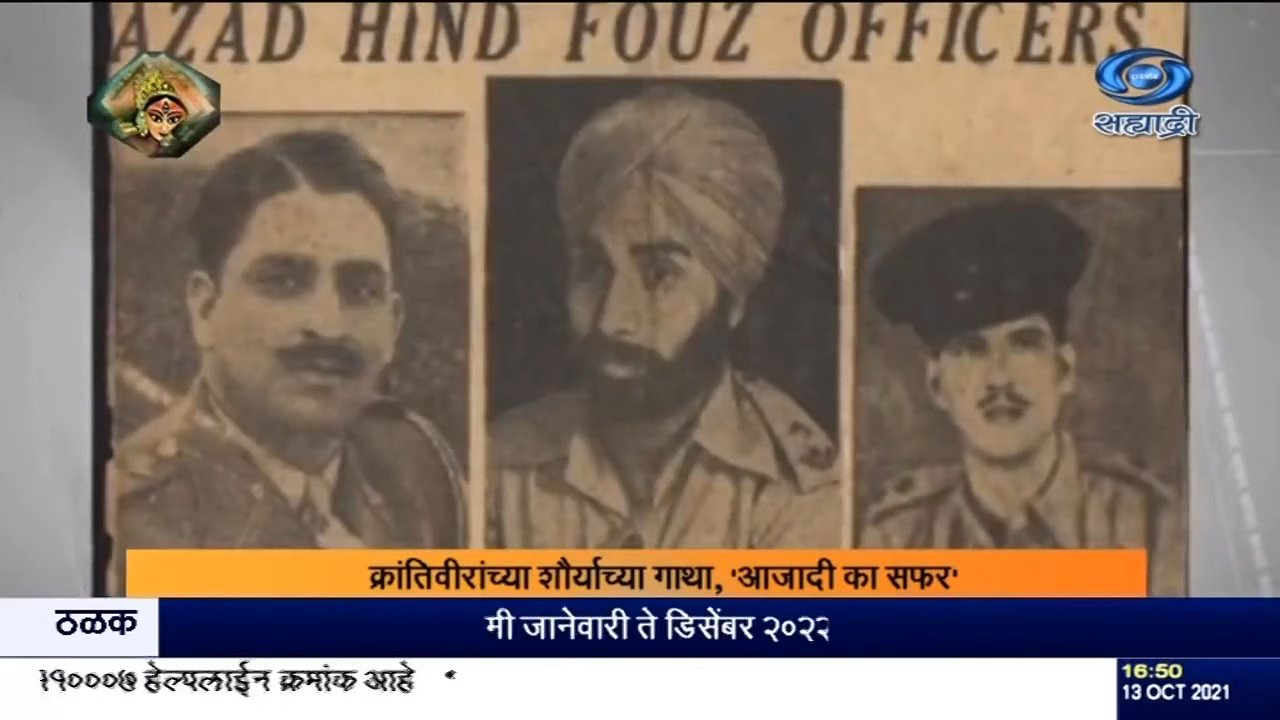 AZAD HIND FOUZ OFFICERS
सह्याद्री
क्रांतिवीरांच्या शौर्याच्या गाथा, 'आजादी का सफर'
ठळक
मी जानेवारी ते डिसेंबर २०२२
हेल्पलाईन क्रमांक आहे
16:50
13 OCT 2021